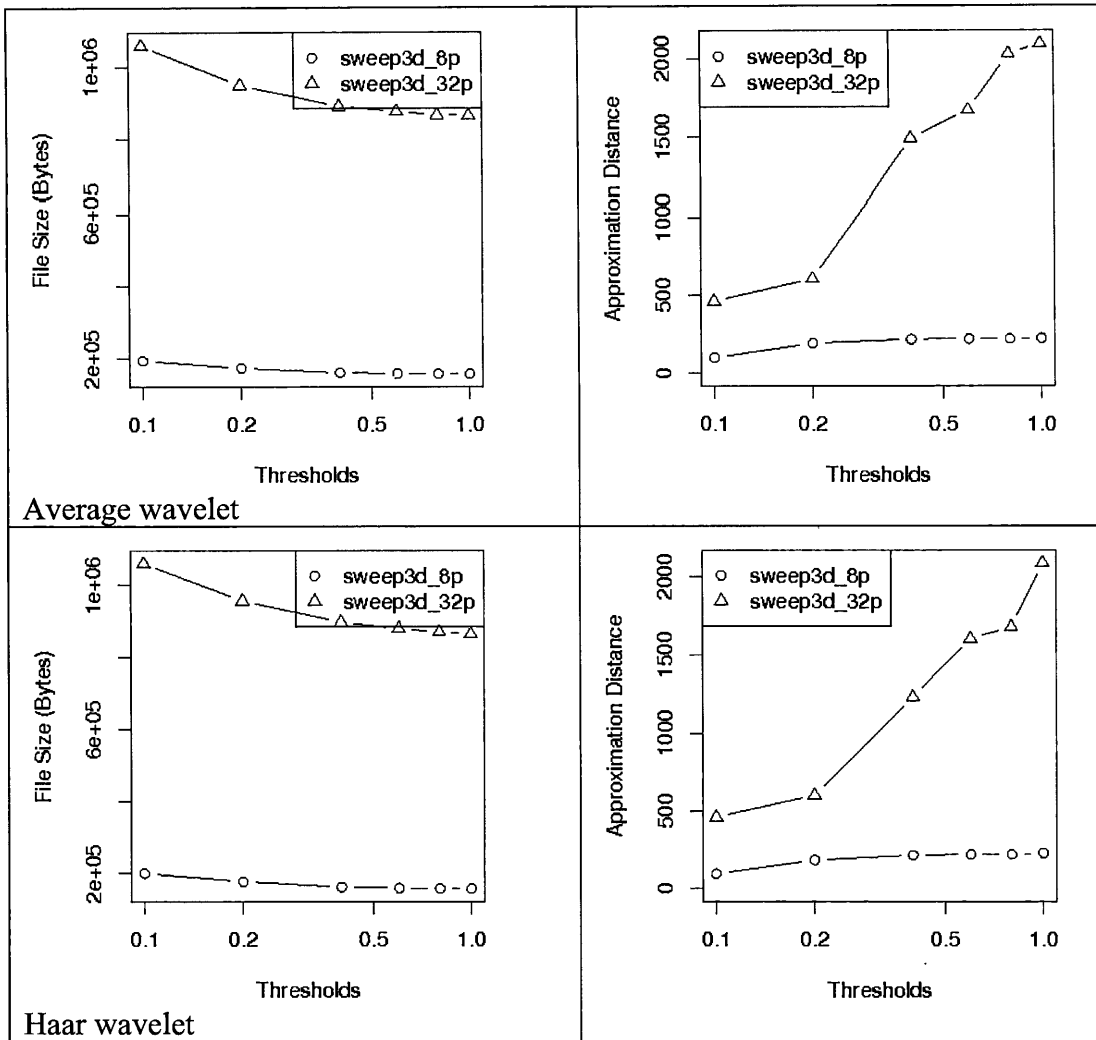 sweep3d_8p
sweep3d_32p
1e+06
6e+05
2e+05
File Size (Bytes)
0.1 0.2 0.5 1.0
Thresholds
sweep3d_8p
sweep3d_32p
2000
1500
1000
500
0
Approximation Distance
0.1 0.2 0.5 1.0
Thresholds
Average wavelet
sweep3d_8p
sweep3d_32p
1e+06
6e+05
2e+05
File Size (Bytes)
0.1 0.2 0.5 1.0
Thresholds
sweep3d_8p
sweep3d_32p
2000
1500
1000
500
0
Approximation Distance
0.1 0.2 0.5 1.0
Thresholds
Haar wavelet